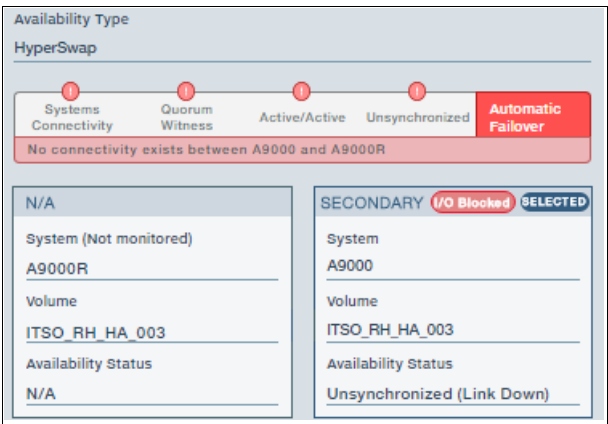 Availability Type
HyperSwap
! ! ! !
Systems Connectivity
Quorum Witness
Active/Active
Unsynchronized
Automatic Failover
No connectivity exists between A9000 and A9000R
N/A
System (Not monitored)
A9000R
Volume
ITSO_RH_HA_003
Availability Status
N/A
SECONDARY I/O Blocked SELECTED
System
A9000
Volume
ITSO_RH_HA_003
Availability Status
Unsynchronized (Link Down)